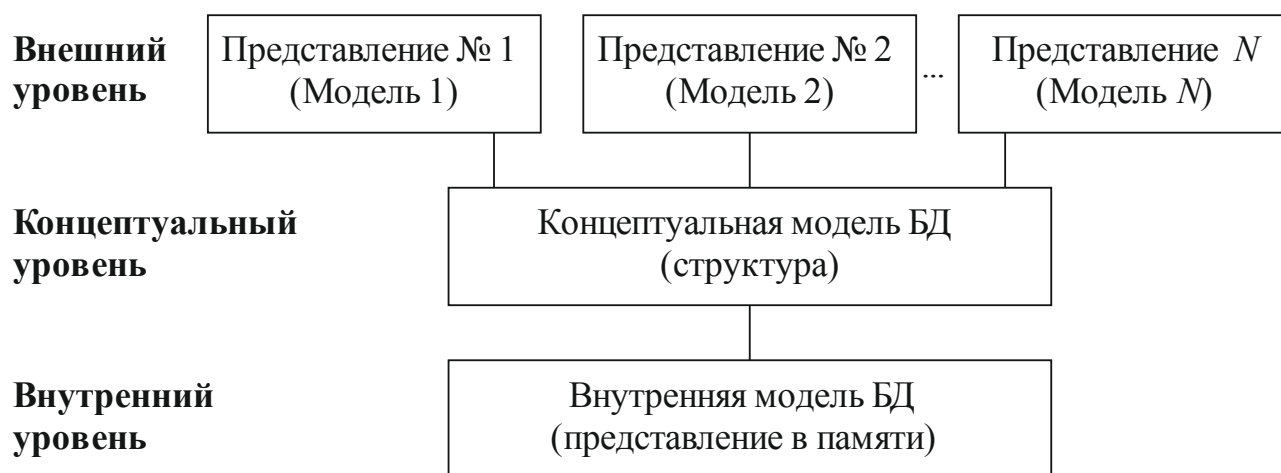 Внешний
уровень
Представление № 1
(Модель 1)
Представление № 2
(Модель 2)
...
Представление N
(Модель N)
Концептуальный
уровень
Концептуальная модель БД
(структура)
Внутренний
уровень
Внутренняя модель БД
(представление в памяти)